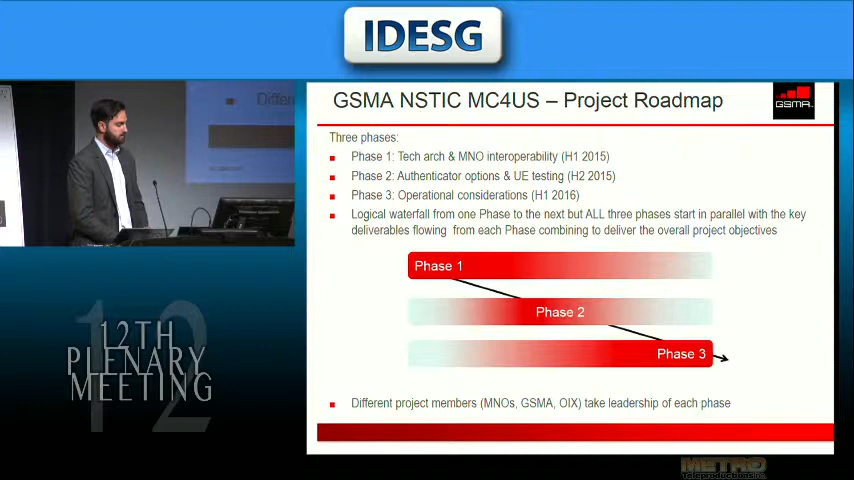 IDESG
GSMA NSTIC MC4US – Project Roadmap
GSMA
Three phases:
Phase 1: Tech arch & MNO interoperability (H1 2015)
Phase 2: Authenticator options & UE testing (H2 2015)
Phase 3: Operational considerations (H1 2016)
Logical waterfall from one Phase to the next but ALL three phases start in parallel with the key
deliverables flowing from each Phase combining to deliver the overall project objectives
Phase 1
Phase 2
Phase 3
Different project members (MNOs, GSMA, OIX) take leadership of each phase
12
12TH
PLENARY
MEETING
METRO